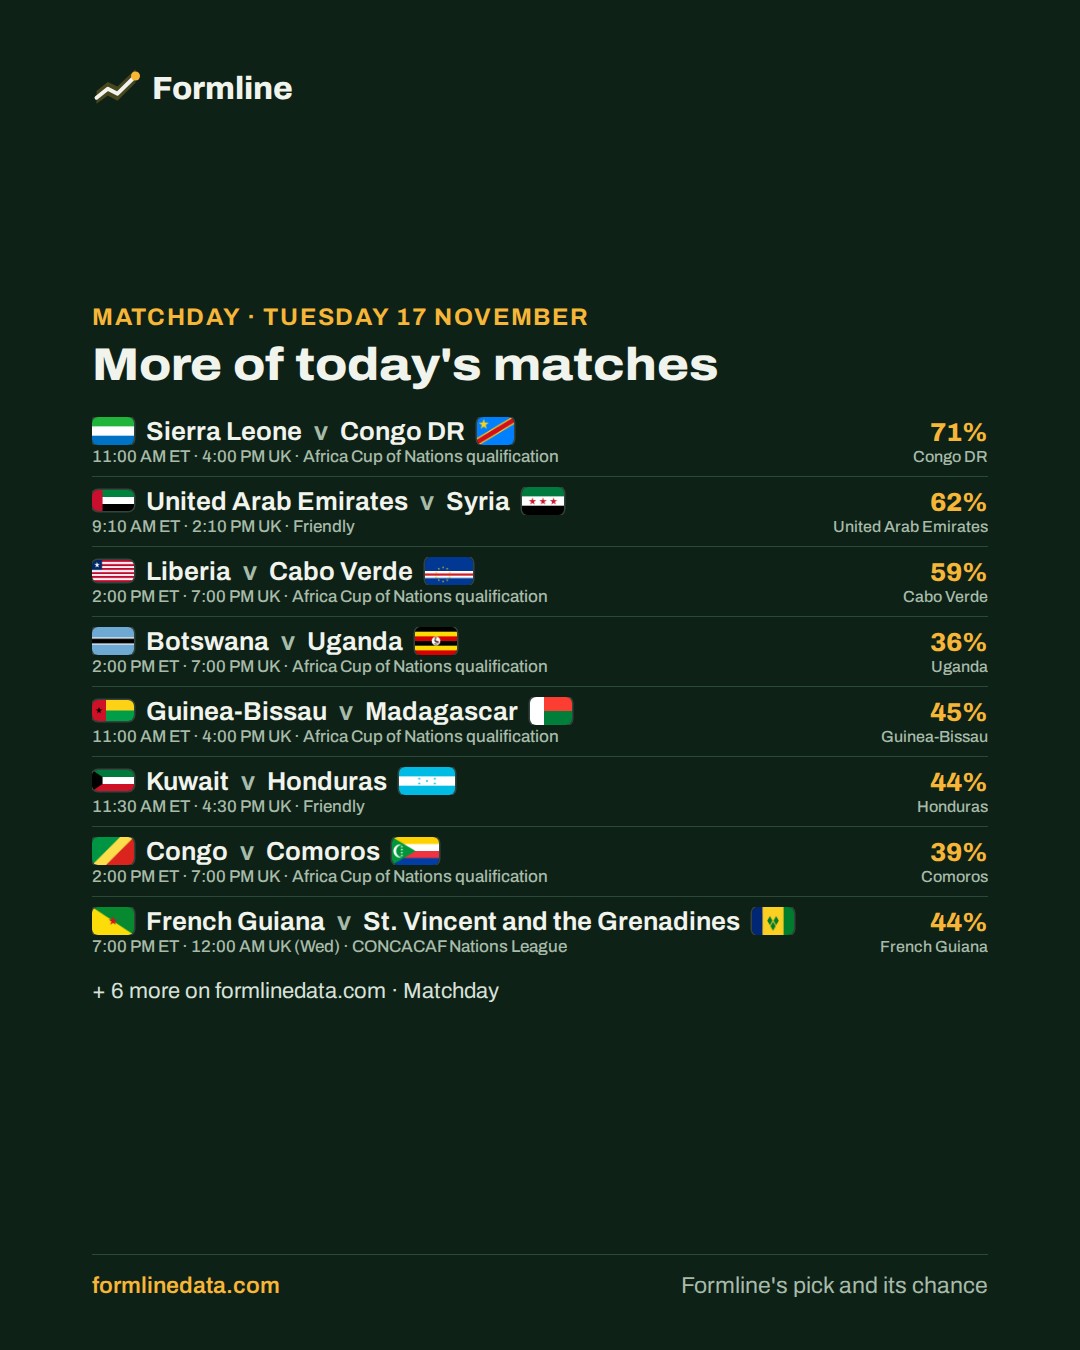 Formline
MATCHDAY · TUESDAY 17 NOVEMBER
More of today's matches
Sierra Leone v Congo DR
71%
11:00 AM ET · 4:00 PM UK · Africa Cup of Nations qualification
Congo DR
United Arab Emirates v Syria
62%
9:10 AM ET · 2:10 PM UK · Friendly
United Arab Emirates
Liberia v Cabo Verde
59%
2:00 PM ET · 7:00 PM UK · Africa Cup of Nations qualification
Cabo Verde
Botswana v Uganda
36%
2:00 PM ET · 7:00 PM UK · Africa Cup of Nations qualification
Uganda
Guinea-Bissau v Madagascar
45%
11:00 AM ET · 4:00 PM UK · Africa Cup of Nations qualification
Guinea-Bissau
Kuwait v Honduras
44%
11:30 AM ET · 4:30 PM UK · Friendly
Honduras
Congo v Comoros
39%
2:00 PM ET · 7:00 PM UK · Africa Cup of Nations qualification
Comoros
French Guiana v St. Vincent and the Grenadines
44%
7:00 PM ET · 12:00 AM UK (Wed) · CONCACAF Nations League
French Guiana
+ 6 more on formlinedata.com · Matchday
formlinedata.com
Formline's pick and its chance